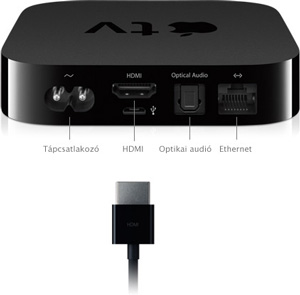 tv
HDMI
Optical Audio
Tápcsatlakozó
HDMI
Optikai audió
Ethernet
HDMI